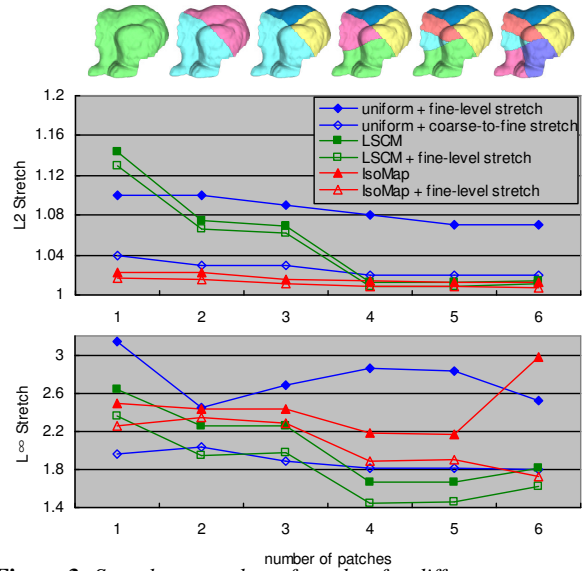 1.2
1.16
1.12
1.08
1.04
1
L2 Stretch
uniform + fine-level stretch
uniform + coarse-to-fine stretch
LSCM
LSCM + fine-level stretch
IsoMap
IsoMap + fine-level stretch
1 2 3 4 5 6
3
2.6
2.2
1.8
1.4
L∞ Stretch
1 2 3 4 5 6
number of patches